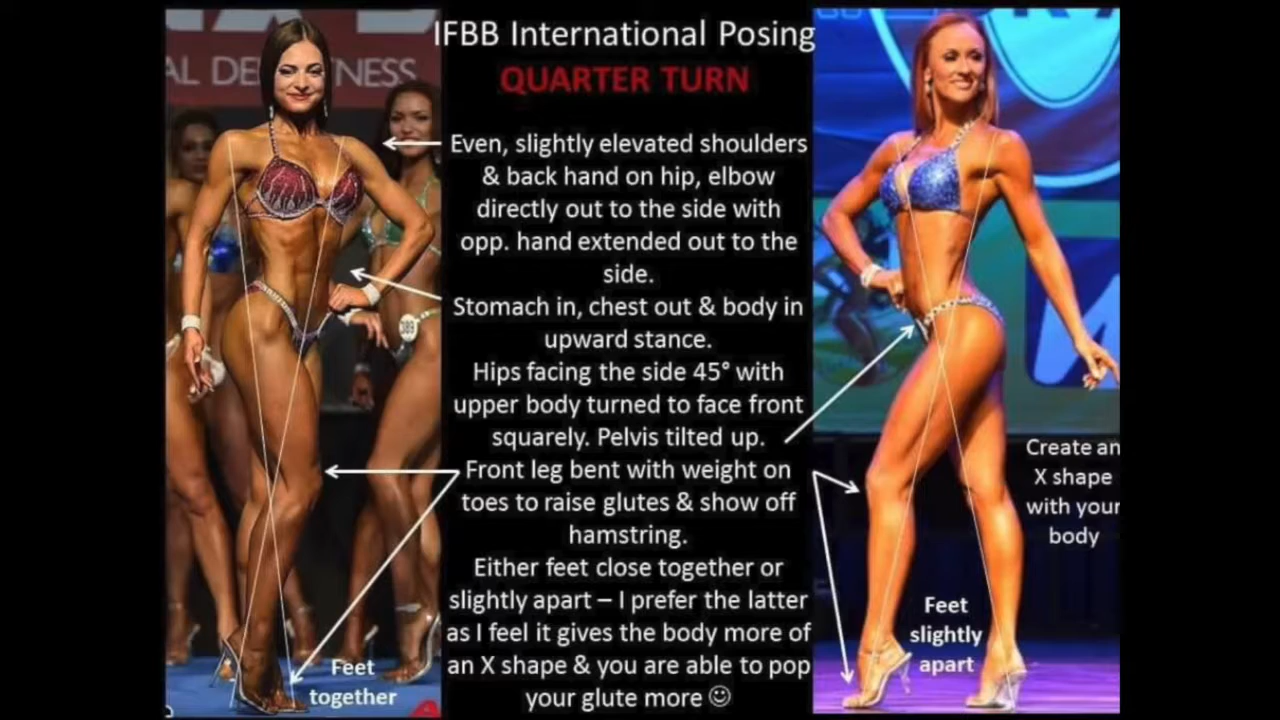 IFBB International Posing
QUARTER TURN
Even, slightly elevated shoulders
& back hand on hip, elbow
directly out to the side with
opp. hand extended out to the
side.
Stomach in, chest out & body in
upward stance.
Hips facing the side 45° with
upper body turned to face front
squarely. Pelvis tilted up.
Front leg bent with weight on
toes to raise glutes & show off
hamstring.
Either feet close together or
slightly apart – I prefer the latter
as I feel it gives the body more of
an X shape & you are able to pop
your glute more ☺
AL DE
NESS
389
Feet
together
Create an
X shape
with your
body
Feet
slightly
apart